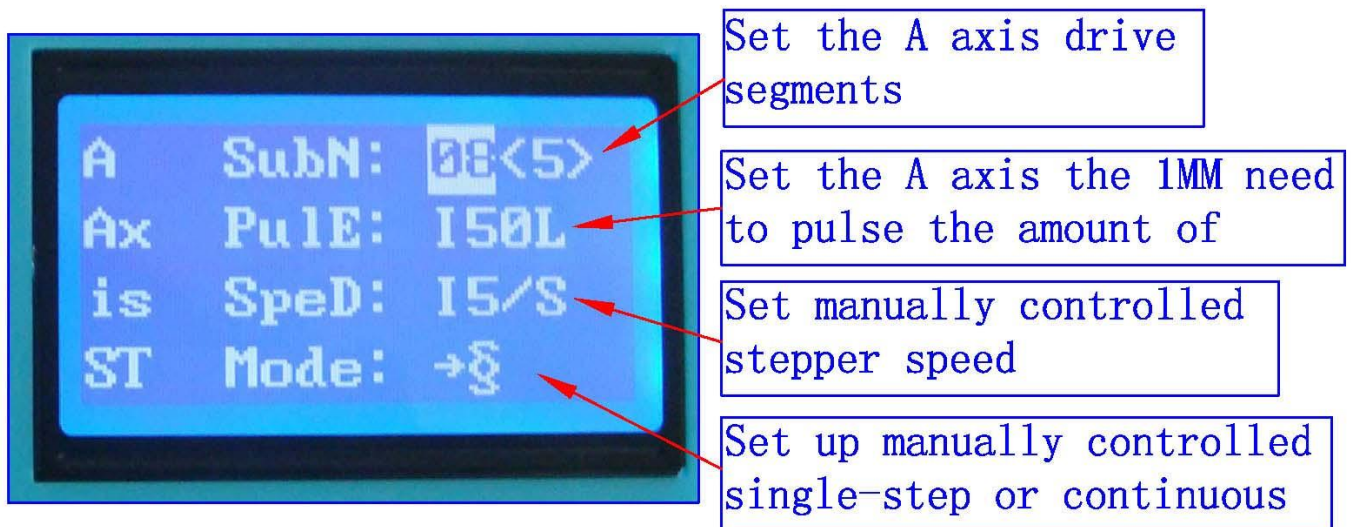 A SubN: 08<5>
Ax PulE: I50L
is SpeD: I5/S
ST Mode: →§
Set the A axis drive
segments
Set the A axis the 1MM need
to pulse the amount of
Set manually controlled
stepper speed
Set up manually controlled
single-step or continuous